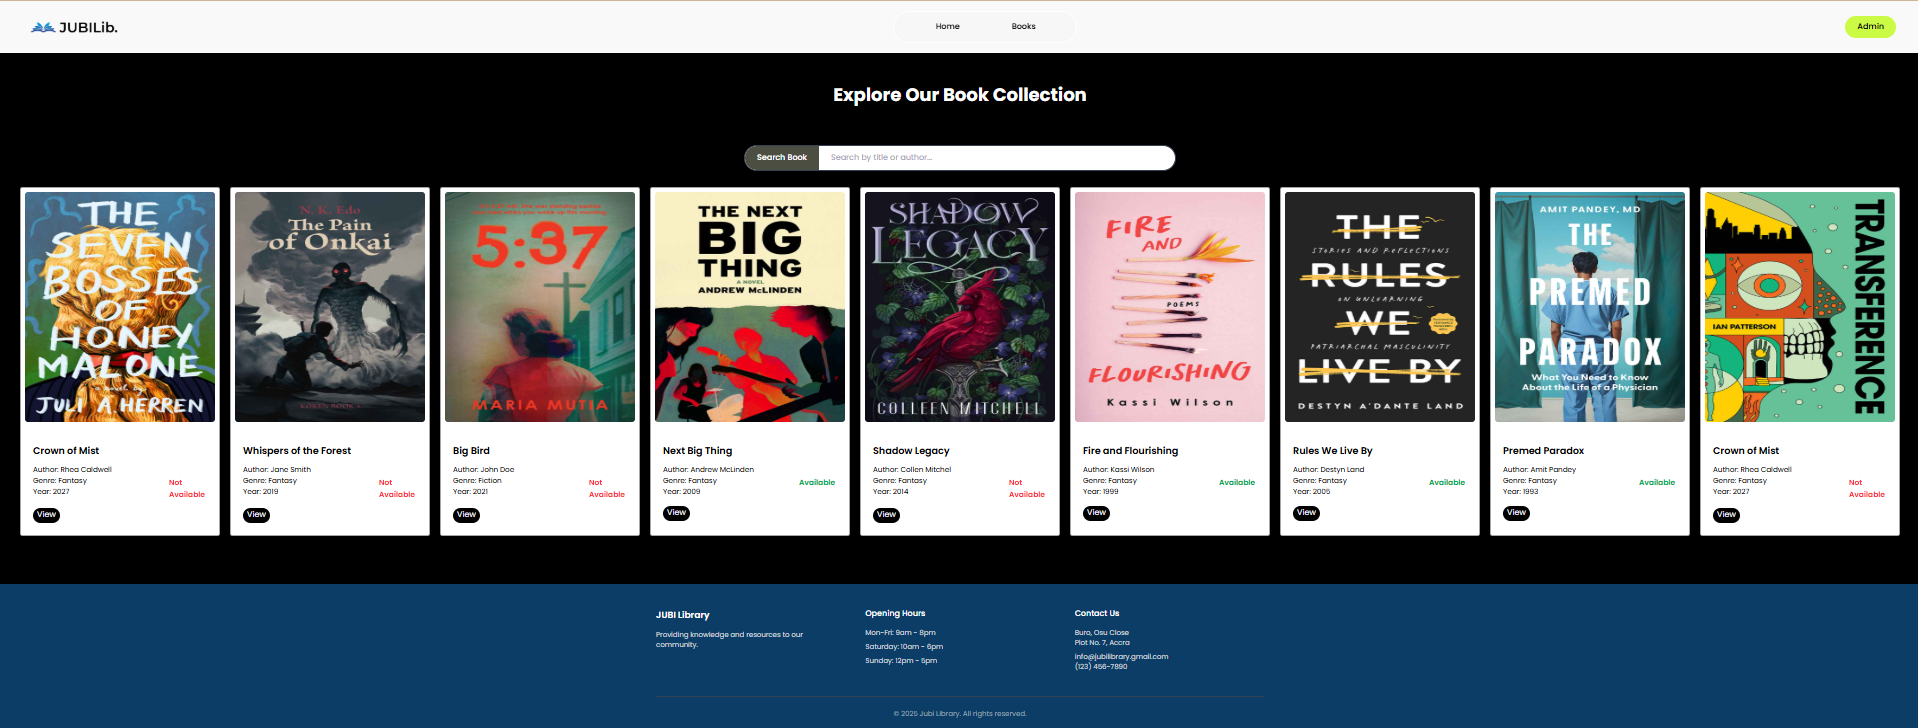 JUBILib.
Home
Books
Admin
Explore Our Book Collection
Search Book
Search by title or author...
THE
SEVEN
BOSSES
OF
HONEY
MALONE
a novel by
JULI A.HERREN
Crown of Mist
Author: Rhea Caldwell
Genre: Fantasy
Year: 2027
Not
Available
View
N. K. Edo
The Pain
of Onkai
Whispers of the Forest
Author: Jane Smith
Genre: Fantasy
Year: 2019
Not
Available
View
5:37
MARIA MUTIA
Big Bird
Author: John Doe
Genre: Fiction
Year: 2021
Not
Available
View
THE NEXT
BIG
THING
A NOVEL
ANDREW McLINDEN
Next Big Thing
Author: Andrew McLinden
Genre: Fantasy
Year: 2009
Available
View
SHADOW
LEGACY
COLLEEN MITCHELL
Shadow Legacy
Author: Collen Mitchel
Genre: Fantasy
Year: 2014
Not
Available
View
FIRE
AND
POEMS
FLOURISHING
Kassi Wilson
Fire and Flourishing
Author: Kassi Wilson
Genre: Fantasy
Year: 1999
Available
View
THE
STORIES AND REFLECTIONS
RULES
ON UNLEARNING
WE
PATRIARCHAL MASCULINITY
LIVE BY
DESTYN A'DANTE LAND
Rules We Live By
Author: Destyn Land
Genre: Fantasy
Year: 2005
Available
View
AMIT PANDEY, MD
THE
PREMED
PARADOX
What You Need to Know
About the Life of a Physician
Premed Paradox
Author: Amit Pandey
Genre: Fantasy
Year: 1993
Available
View
TRANSFERENCE
IAN PATTERSON
Crown of Mist
Author: Rhea Caldwell
Genre: Fantasy
Year: 2027
Not
Available
View
JUBI Library
Providing knowledge and resources to our
community.
Opening Hours
Mon-Fri: 9am - 8pm
Saturday: 10am - 6pm
Sunday: 12pm - 5pm
Contact Us
Buro, Osu Close
Plot No. 7, Accra
info@jubilibrary.gmail.com
(123) 456-7890
© 2025 Jubi Library. All rights reserved.